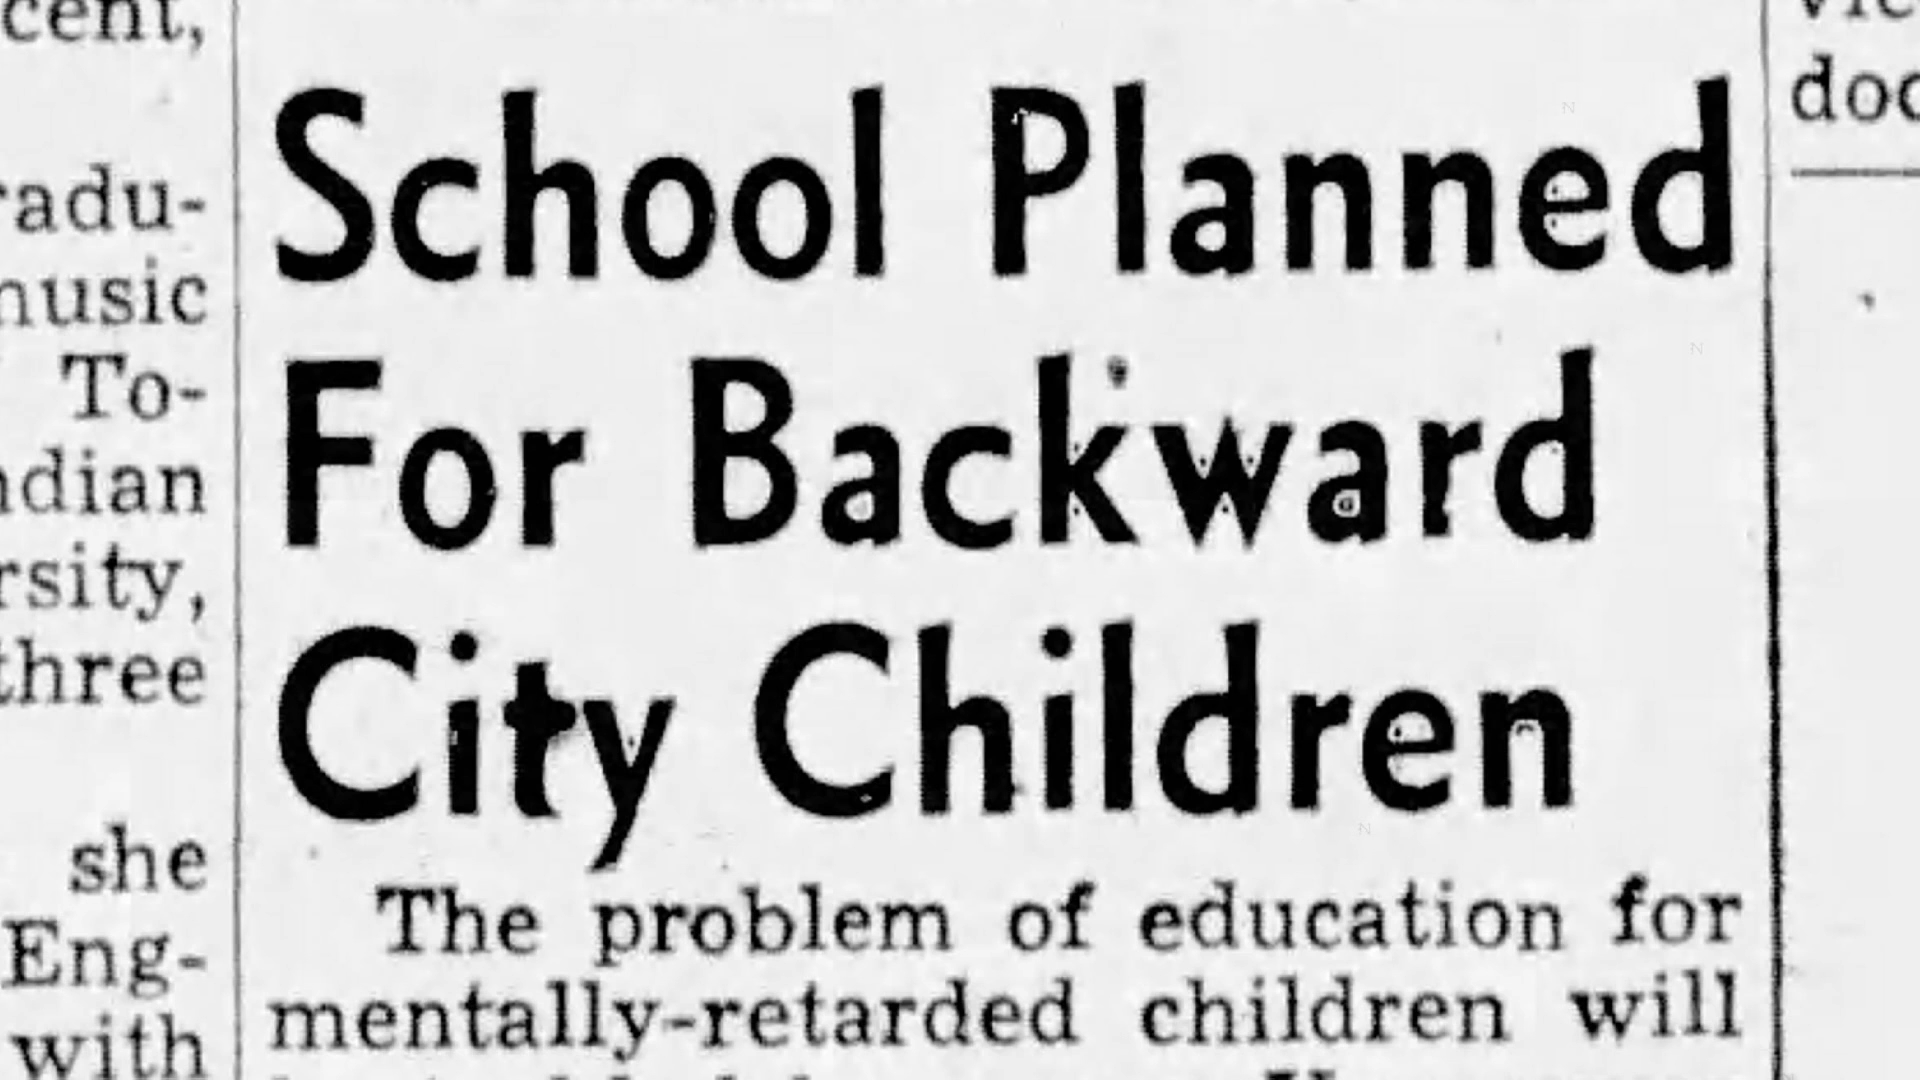 cent,
radu-
music
To-
ndian
rsity,
three
she
Eng-
with
School Planned
For Backward
City Children
The problem of education for
mentally-retarded children will
doc